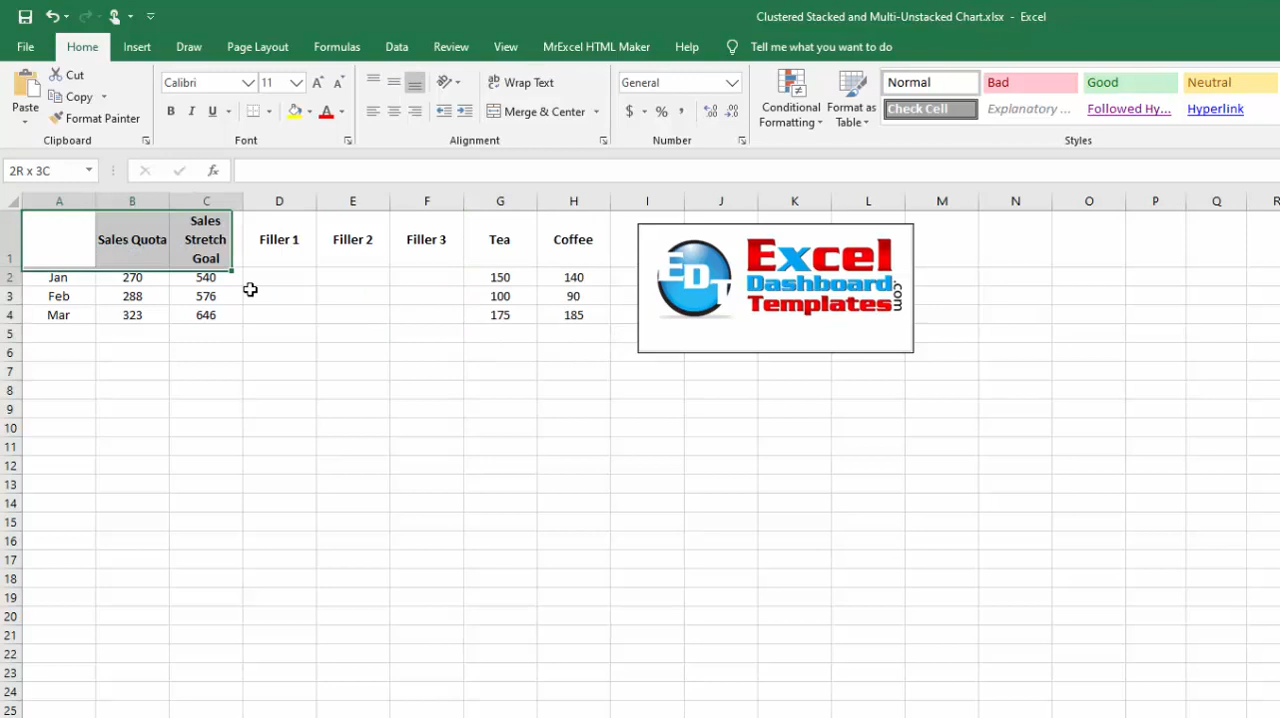 Clustered Stacked and Multi-Unstacked Chart.xlsx - Excel
File Home Insert Draw Page Layout Formulas Data Review View MrExcel HTML Maker Help Tell me what you want to do
Paste
Cut
Copy
Format Painter
Clipboard
Calibri 11
B I U
Font
Wrap Text
Merge & Center
Alignment
General
$ % ,
Number
Conditional
Formatting
Format as
Table
Normal Bad Good Neutral
Check Cell Explanatory ... Followed Hy... Hyperlink
Styles
2R x 3C fx
A B C D E F G H I J K L M N O P Q R
1 Sales Quota Sales Stretch Goal Filler 1 Filler 2 Filler 3 Tea Coffee
2 Jan 270 540 150 140
3 Feb 288 576 100 90
4 Mar 323 646 175 185
5
6
7
8
9
10
11
12
13
14
15
16
17
18
19
20
21
22
23
24
25
EDT
Excel
Dashboard
Templates
.com